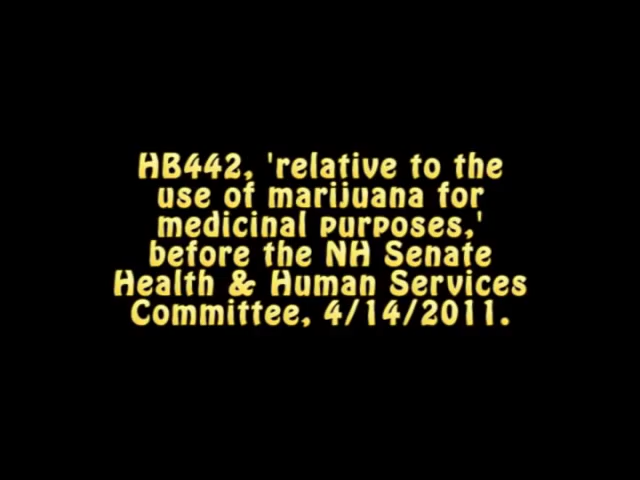 HB442, 'relative to the
use of marijuana for
medicinal purposes,'
before the NH Senate
Health & Human Services
Committee, 4/14/2011.